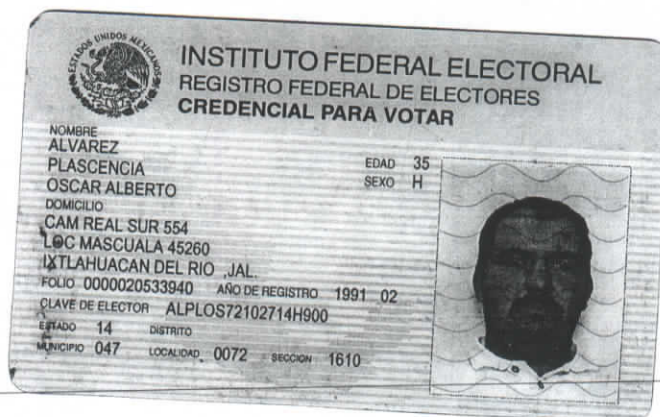 ESTADOS UNIDOS MEXICANOS
INSTITUTO FEDERAL ELECTORAL
REGISTRO FEDERAL DE ELECTORES
CREDENCIAL PARA VOTAR
NOMBRE
ALVAREZ
PLASCENCIA
OSCAR ALBERTO
EDAD 35
SEXO H
DOMICILIO
CAM REAL SUR 554
LOC MASCUALA 45260
IXTLAHUACAN DEL RIO ,JAL.
FOLIO 0000020533940 AÑO DE REGISTRO 1991 02
CLAVE DE ELECTOR ALPLOS72102714H900
ESTADO 14 DISTRITO
MUNICIPIO 047 LOCALIDAD 0072 SECCION 1610